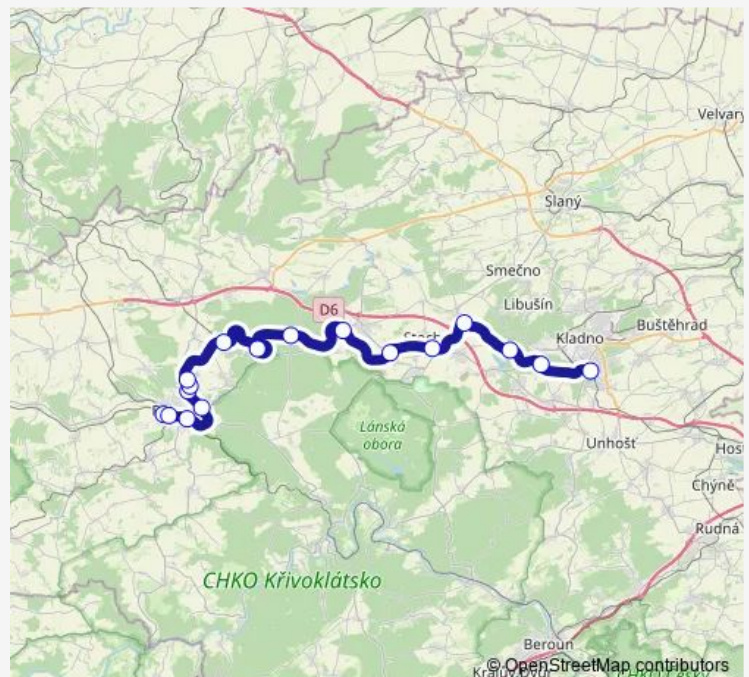 Velvary
Slaný
Smečno
D6
Libušín
Buštěhrad
Kladno
Lánská
obora
Unhošť
Chýně
Rudná
CHKO Křivoklátsko
Beroun
© OpenStreetMap contributors